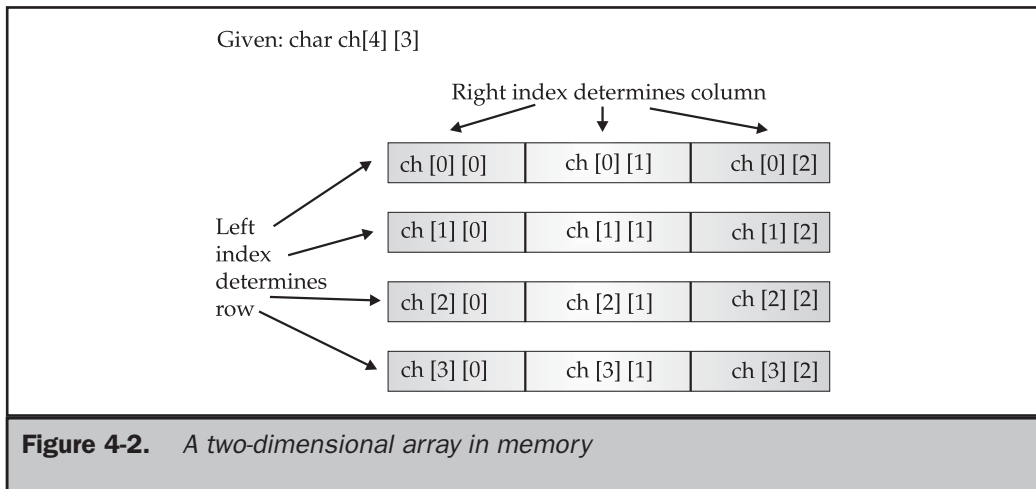 Given: char ch[4] [3]
Right index determines column
ch [0] [0] ch [0] [1] ch [0] [2]
Left
index
determines
row
ch [1] [0] ch [1] [1] ch [1] [2]
ch [2] [0] ch [2] [1] ch [2] [2]
ch [3] [0] ch [3] [1] ch [3] [2]
Figure 4-2. A two-dimensional array in memory